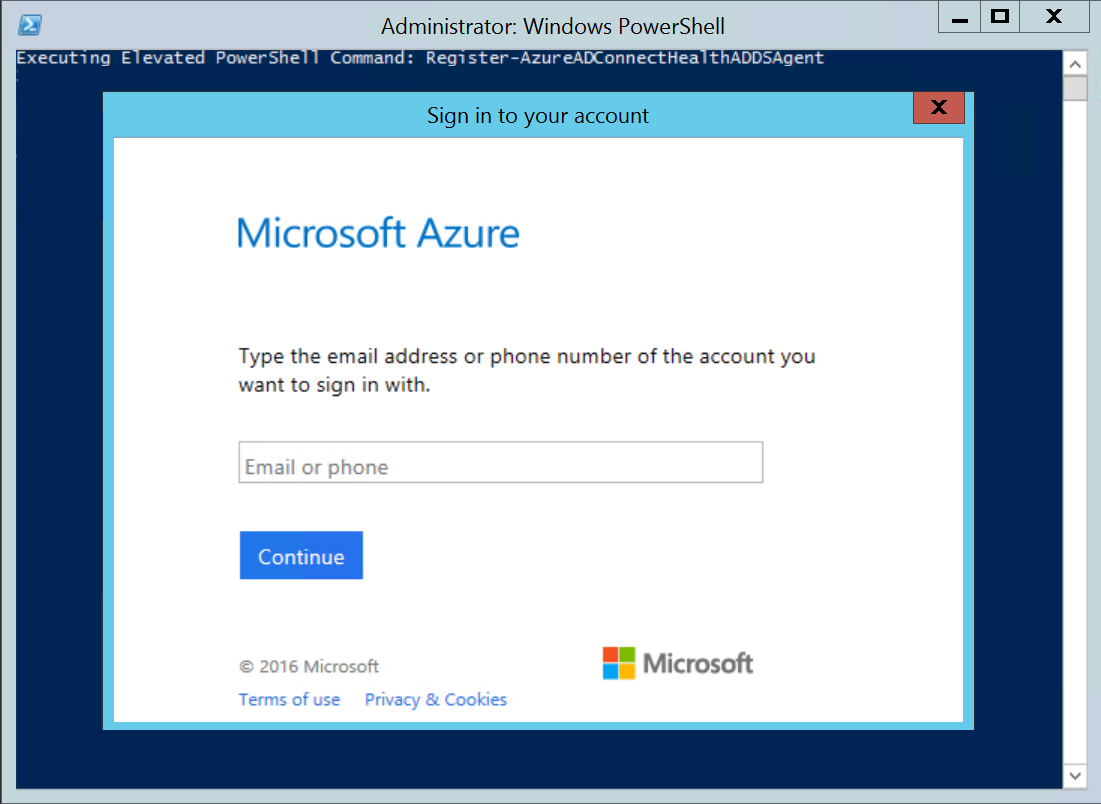 Administrator: Windows PowerShell
Executing Elevated PowerShell Command: Register-AzureADConnectHealthADDSAgent
Sign in to your account
Microsoft Azure
Type the email address or phone number of the account you
want to sign in with.
Email or phone
Continue
© 2016 Microsoft
Microsoft
Terms of use Privacy & Cookies